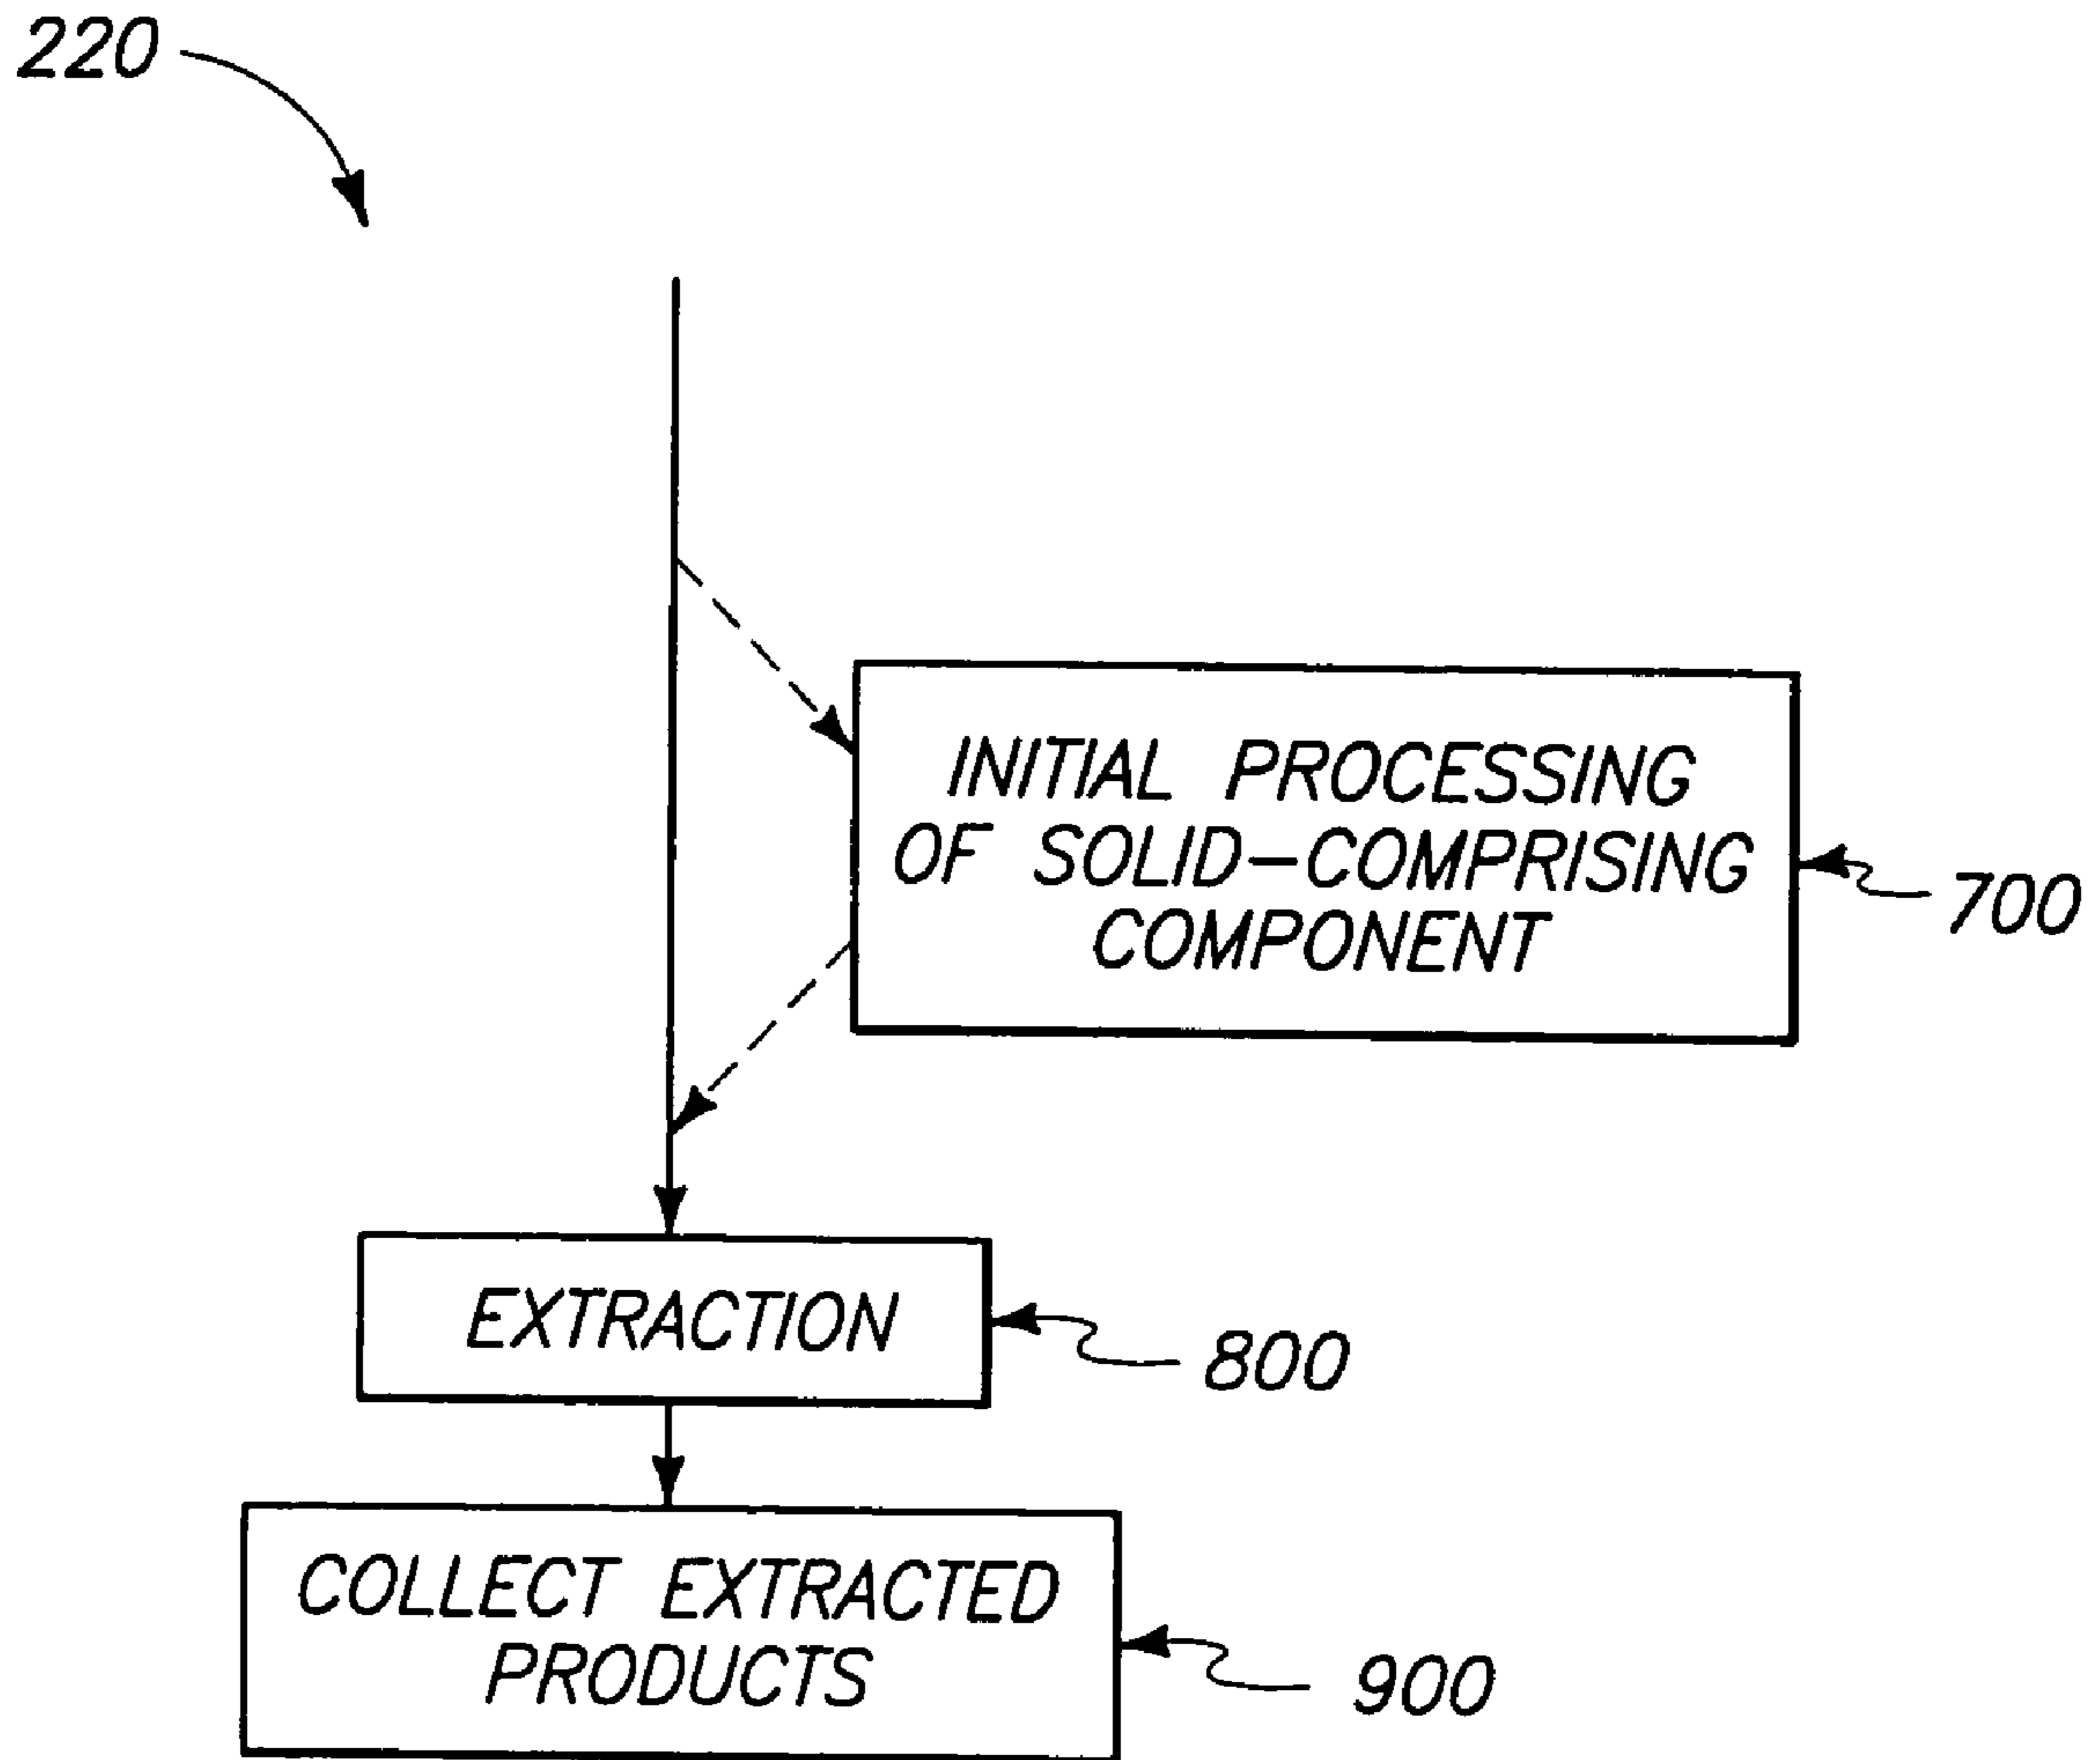 220
INITIAL PROCESSING
OF SOLID-COMPRISING
COMPONENT
700
EXTRACTION
800
COLLECT EXTRACTED
PRODUCTS
900